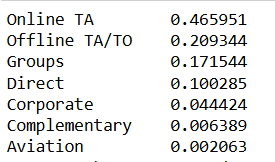 Online TA 0.465951
Offline TA/TO 0.209344
Groups 0.171544
Direct 0.100285
Corporate 0.044424
Complementary 0.006389
Aviation 0.002063